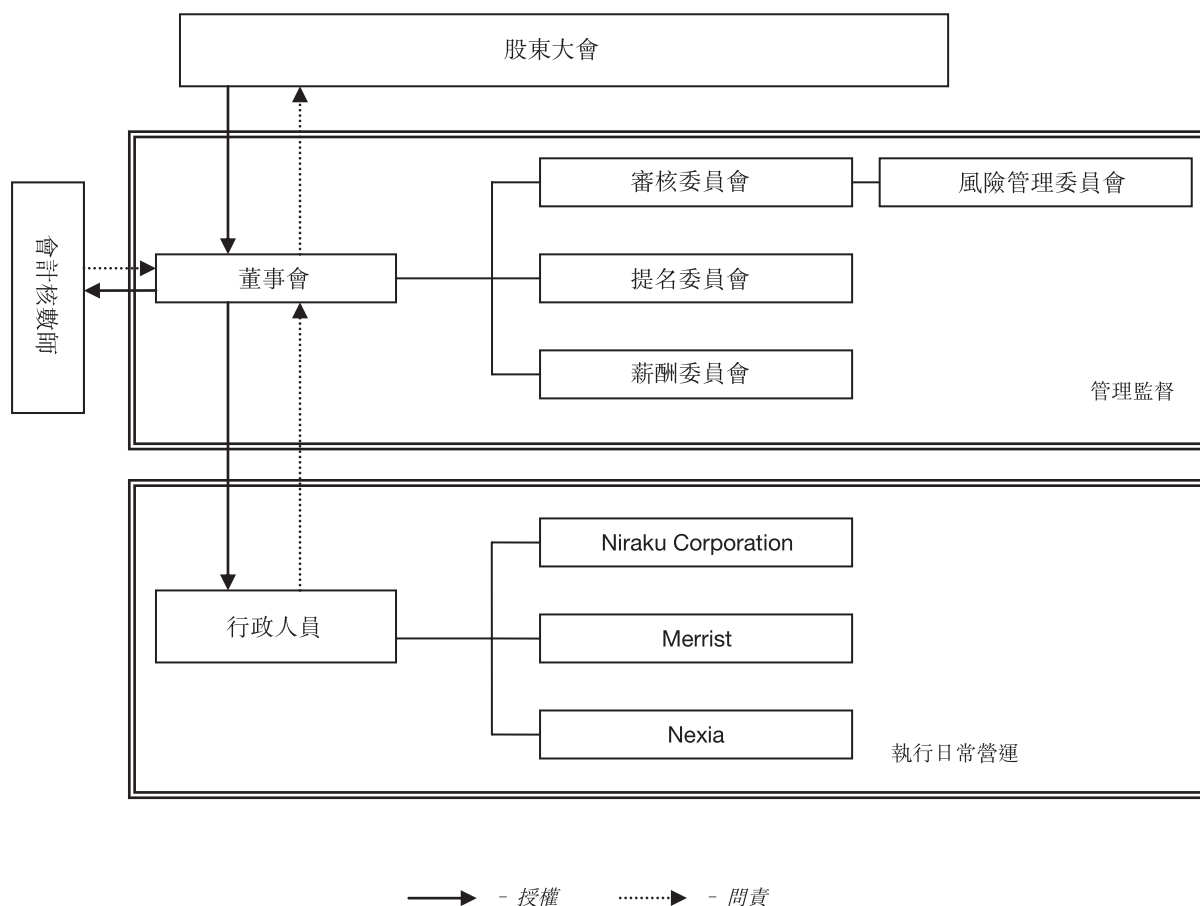 股東大會
審核委員會
風險管理委員會
會計核數師
董事會
提名委員會
薪酬委員會
管理監督
Niraku Corporation
行政人員
Merrist
Nexia
執行日常營運
– 授權
– 問責